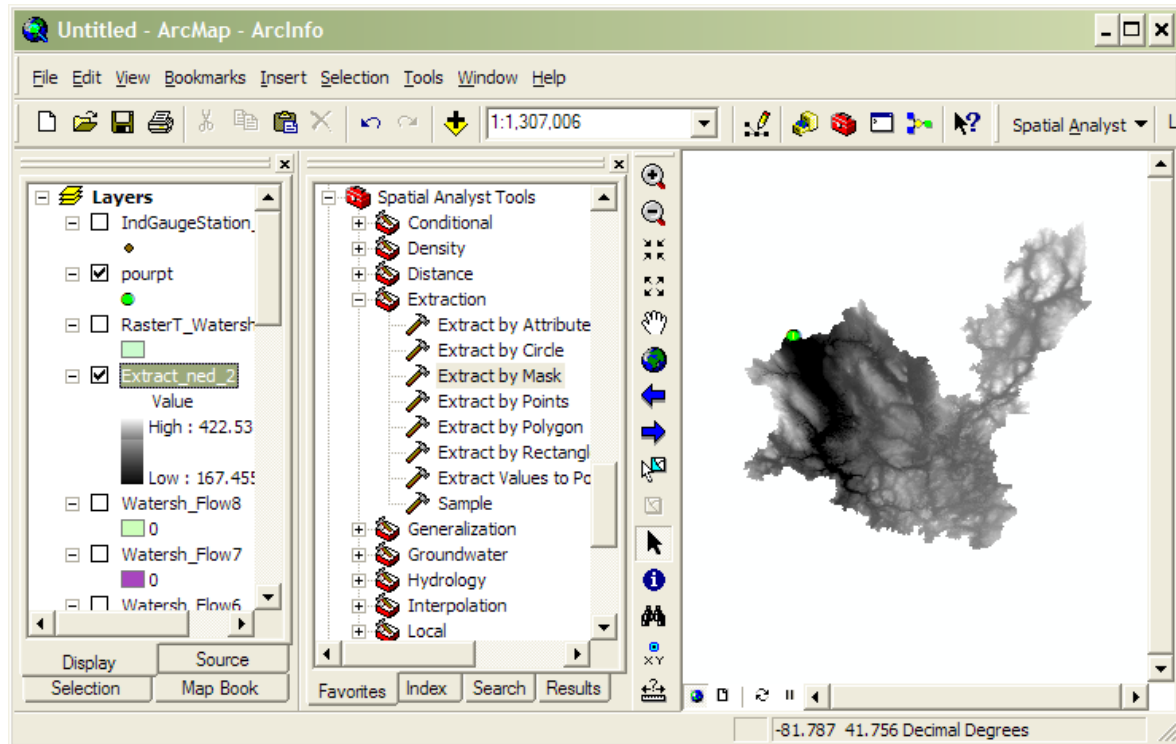 Untitled - ArcMap - ArcInfo
File Edit View Bookmarks Insert Selection Tools Window Help
1:1,307,006
Spatial Analyst
L
Layers
IndGaugeStation_
pourpt
RasterT_Watersh
Extract_ned_2
Value
High : 422.53
Low : 167.455
Watersh_Flow8
0
Watersh_Flow7
0
Watersh_Flow6
Display
Source
Selection
Map Book
Spatial Analyst Tools
Conditional
Density
Distance
Extraction
Extract by Attribute
Extract by Circle
Extract by Mask
Extract by Points
Extract by Polygon
Extract by Rectangl
Extract Values to Po
Sample
Generalization
Groundwater
Hydrology
Interpolation
Local
Favorites
Index
Search
Results
XY
-81.787 41.756 Decimal Degrees